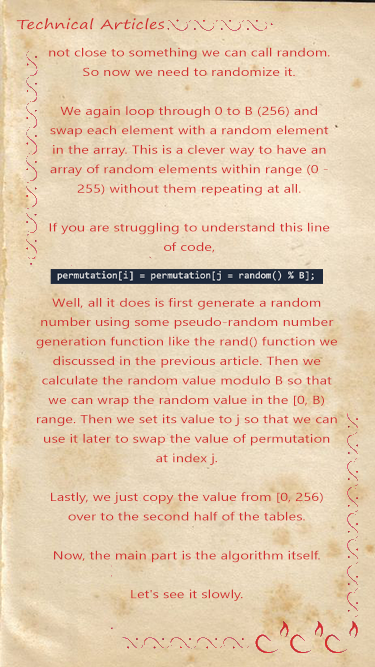 Technical Articles
not close to something we can call random.
So now we need to randomize it.
We again loop through 0 to B (256) and
swap each element with a random element
in the array. This is a clever way to have an
array of random elements within range (0 -
255) without them repeating at all.
If you are struggling to understand this line
of code,
permutation[i] = permutation[j = random() % B];
Well, all it does is first generate a random
number using some pseudo-random number
generation function like the rand() function we
discussed in the previous article. Then we
calculate the random value modulo B so that
we can wrap the random value in the [0, B)
range. Then we set its value to j so that we can
use it later to swap the value of permutation
at index j.
Lastly, we just copy the value from [0, 256)
over to the second half of the tables.
Now, the main part is the algorithm itself.
Let's see it slowly.